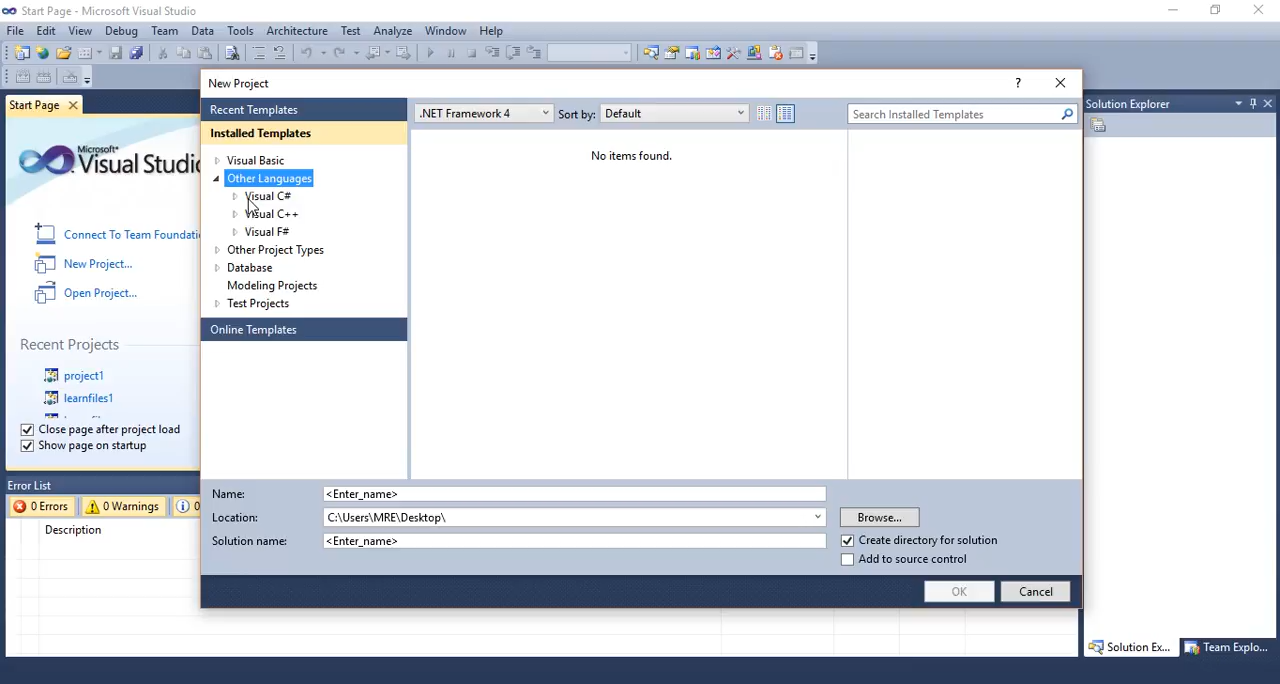 Start Page - Microsoft Visual Studio
File Edit View Debug Team Data Tools Architecture Test Analyze Window Help
Start Page
Microsoft®
Visual Studio
Connect To Team Foundati
New Project...
Open Project...
Recent Projects
project1
learnfiles1
Close page after project load
Show page on startup
New Project
?
Recent Templates
Installed Templates
Visual Basic
Other Languages
Visual C#
Visual C++
Visual F#
Other Project Types
Database
Modeling Projects
Test Projects
Online Templates
.NET Framework 4 Sort by: Default
Search Installed Templates
No items found.
Name: <Enter_name>
Location: C:\Users\MRE\Desktop\ Browse...
Solution name: <Enter_name>
Create directory for solution
Add to source control
OK Cancel
Solution Explorer
Error List
0 Errors 0 Warnings 0
Description
Solution Ex... Team Explo...